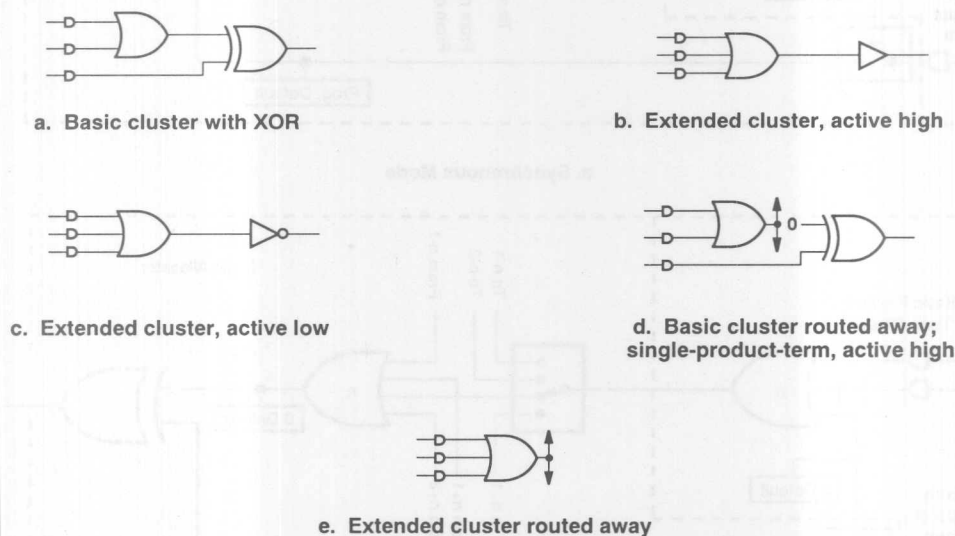 a. Basic cluster with XOR
b. Extended cluster, active high
c. Extended cluster, active low
0
d. Basic cluster routed away;
single-product-term, active high
e. Extended cluster routed away